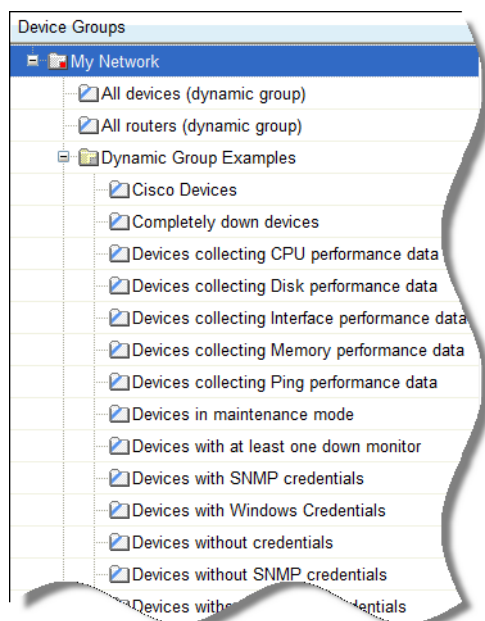 Device Groups
My Network
All devices (dynamic group)
All routers (dynamic group)
Dynamic Group Examples
Cisco Devices
Completely down devices
Devices collecting CPU performance data
Devices collecting Disk performance data
Devices collecting Interface performance data
Devices collecting Memory performance data
Devices collecting Ping performance data
Devices in maintenance mode
Devices with at least one down monitor
Devices with SNMP credentials
Devices with Windows Credentials
Devices without credentials
Devices without SNMP credentials
Devices